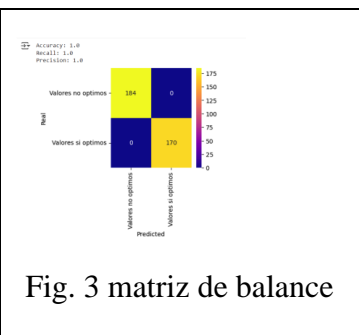 Accuracy: 1.0
Recall: 1.0
Precision: 1.0
Valores no optimos
Valores si optimos
Real
184
0
0
170
175
150
125
100
75
50
25
0
Valores no optimos
Valores si optimos
Predicted
Fig. 3 matriz de balance